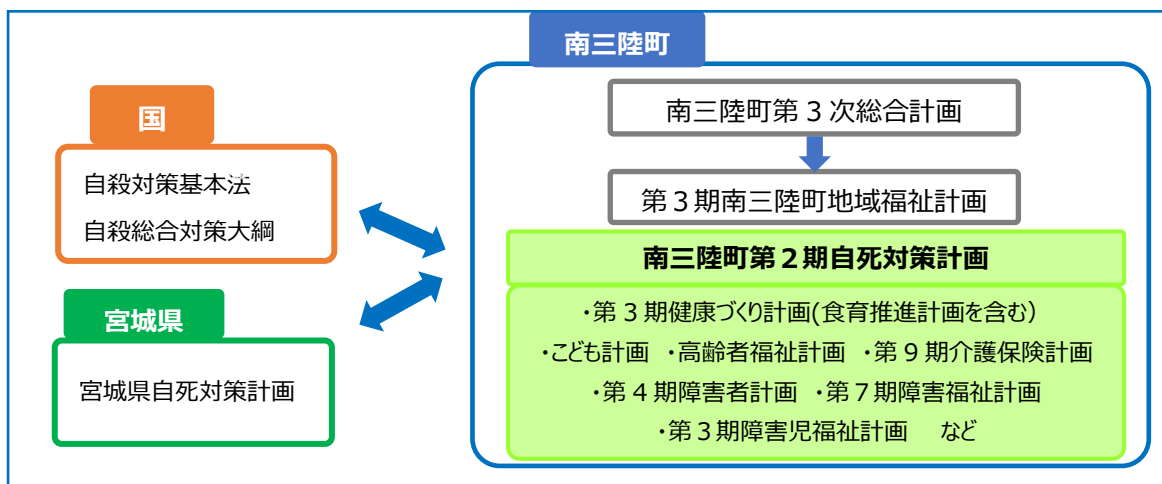 南三陸町
南三陸町第3次総合計画
第3期南三陸町地域福祉計画
南三陸町第２期自死対策計画
・第3期健康づくり計画(食育推進計画を含む）
・こども計画 ・高齢者福祉計画 ・第9期介護保険計画
・第4期障害者計画 ・第7期障害福祉計画
・第3期障害児福祉計画 など
国
自殺対策基本法
自殺総合対策大綱
宮城県
宮城県自死対策計画